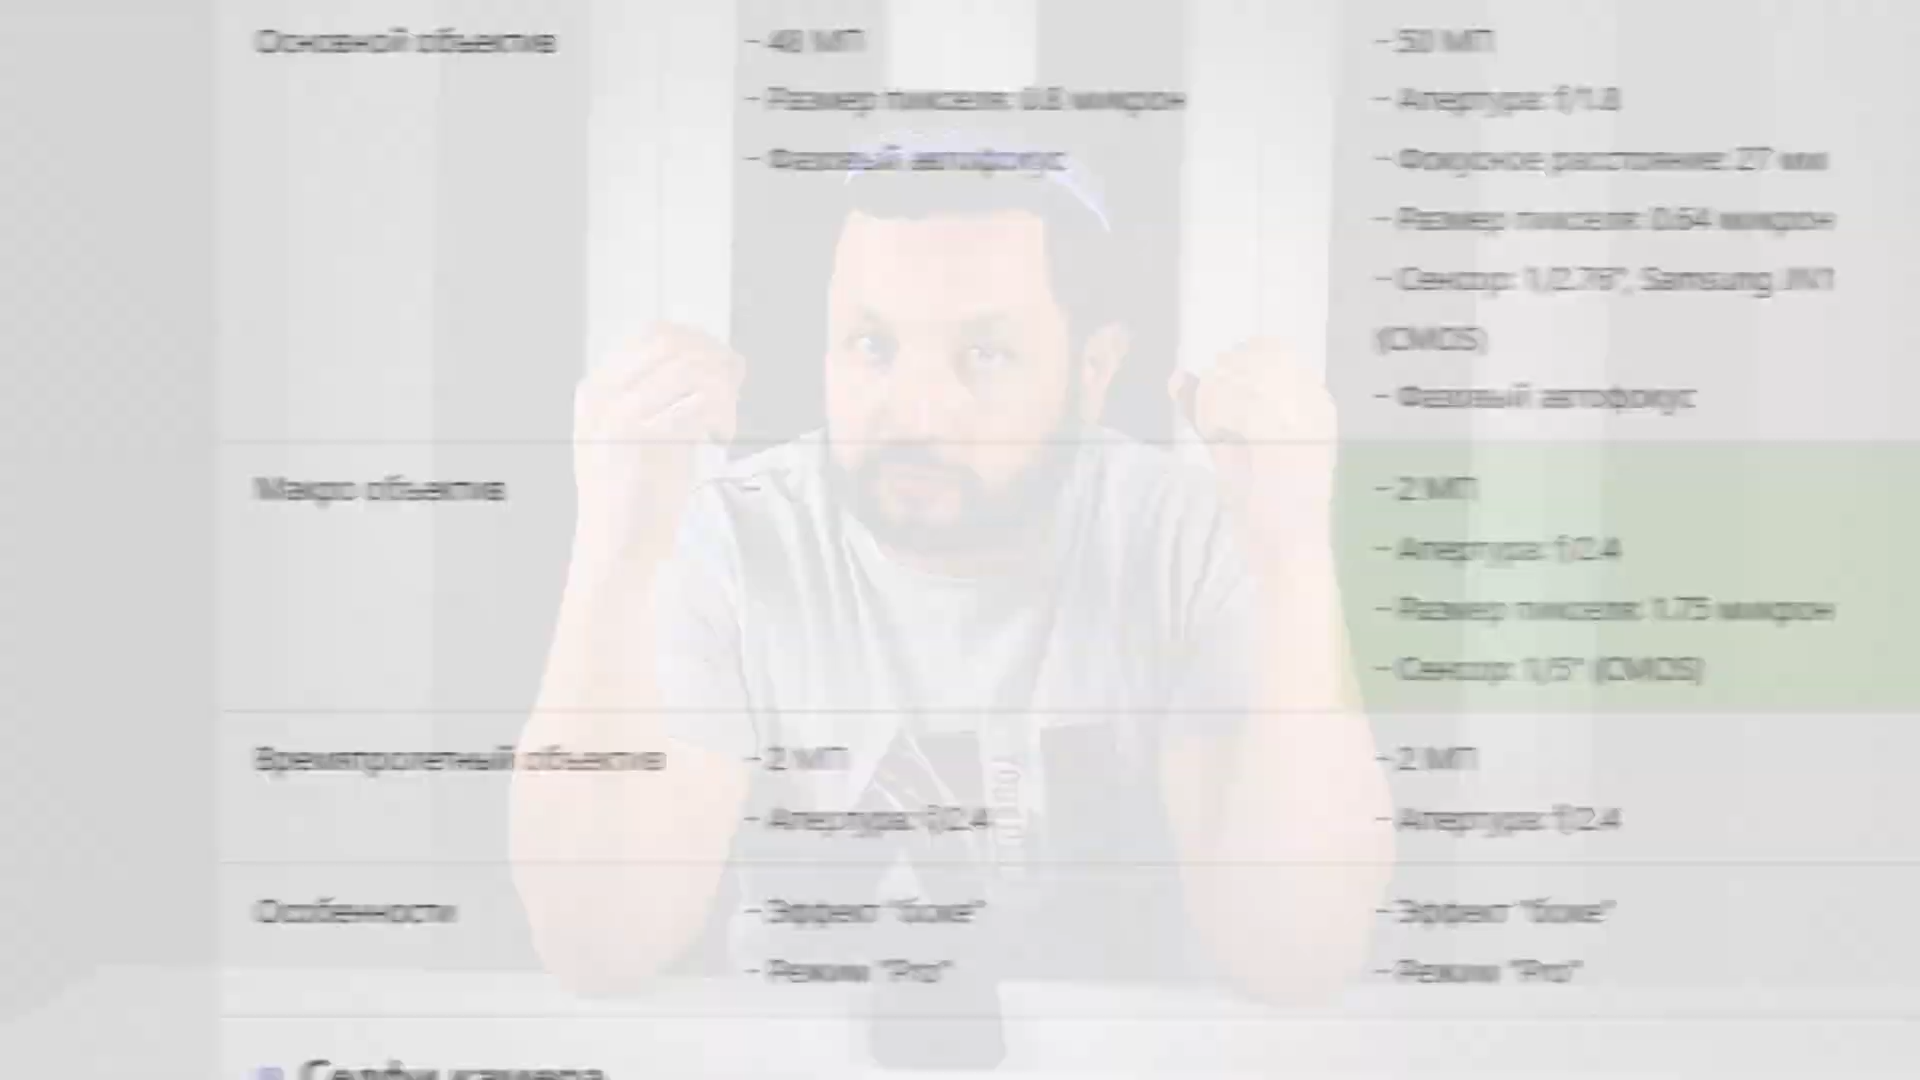 Основной объектив
- 48 МП
- Размер пикселя: 0.8 микрон
- Фазовый автофокус
- 50 МП
- Апертура: f/1.8
- Фокусное расстояние: 27 мм
- Размер пикселя: 0.64 микрон
- Сенсор: 1/2.76", Samsung JN1
(CMOS)
- Фазовый автофокус
Макро объектив
-
- 2 МП
- Апертура: f/2.4
- Размер пикселя: 1.75 микрон
- Сенсор: 1/5" (CMOS)
Времяпролетный объектив
- 2 МП
- Апертура: f/2.4
- 2 МП
- Апертура: f/2.4
Особенности
- Эффект "боке"
- Режим "Pro"
- Эффект "боке"
- Режим "Pro"
Селфи камера